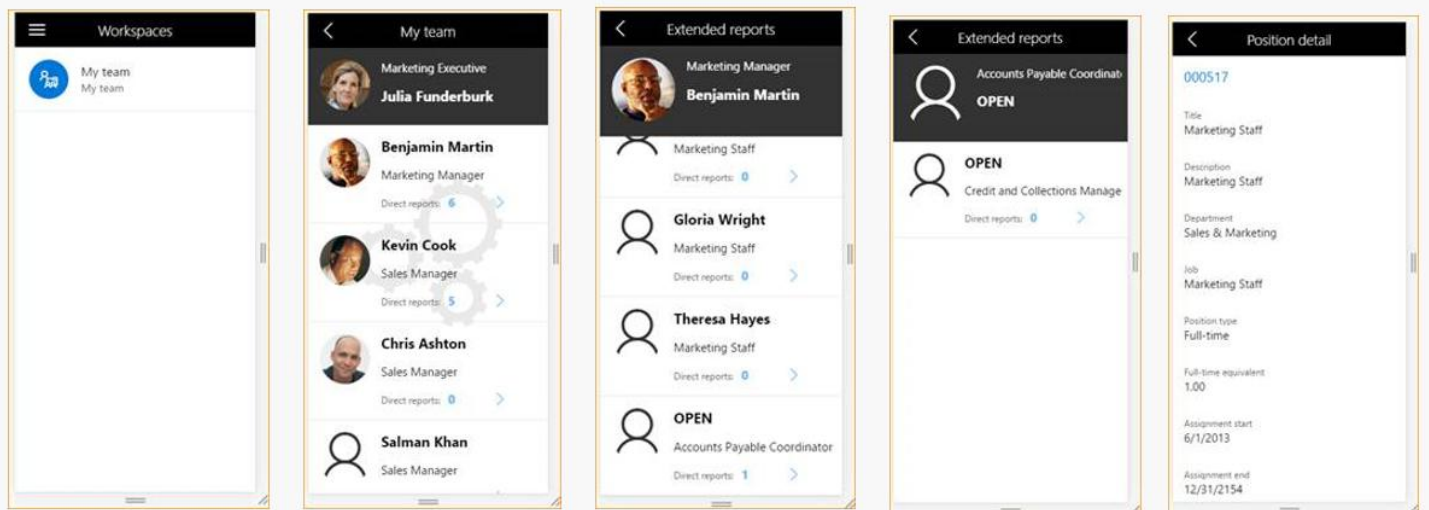 Workspaces
My team
My team
My team
Marketing Executive
Julia Funderburk
Benjamin Martin
Marketing Manager
Direct reports: 6
Kevin Cook
Sales Manager
Direct reports: 5
Chris Ashton
Sales Manager
Direct reports: 0
Salman Khan
Sales Manager
Extended reports
Marketing Manager
Benjamin Martin
Marketing Staff
Direct reports: 0
Gloria Wright
Marketing Staff
Direct reports: 0
Theresa Hayes
Marketing Staff
Direct reports: 0
OPEN
Accounts Payable Coordinator
Direct reports: 1
Extended reports
Accounts Payable Coordinat
OPEN
OPEN
Credit and Collections Manage
Direct reports: 0
Position detail
000517
Title
Marketing Staff
Description
Marketing Staff
Department
Sales & Marketing
Job
Marketing Staff
Position type
Full-time
Full-time equivalent
1.00
Assignment start
6/1/2013
Assignment end
12/31/2154